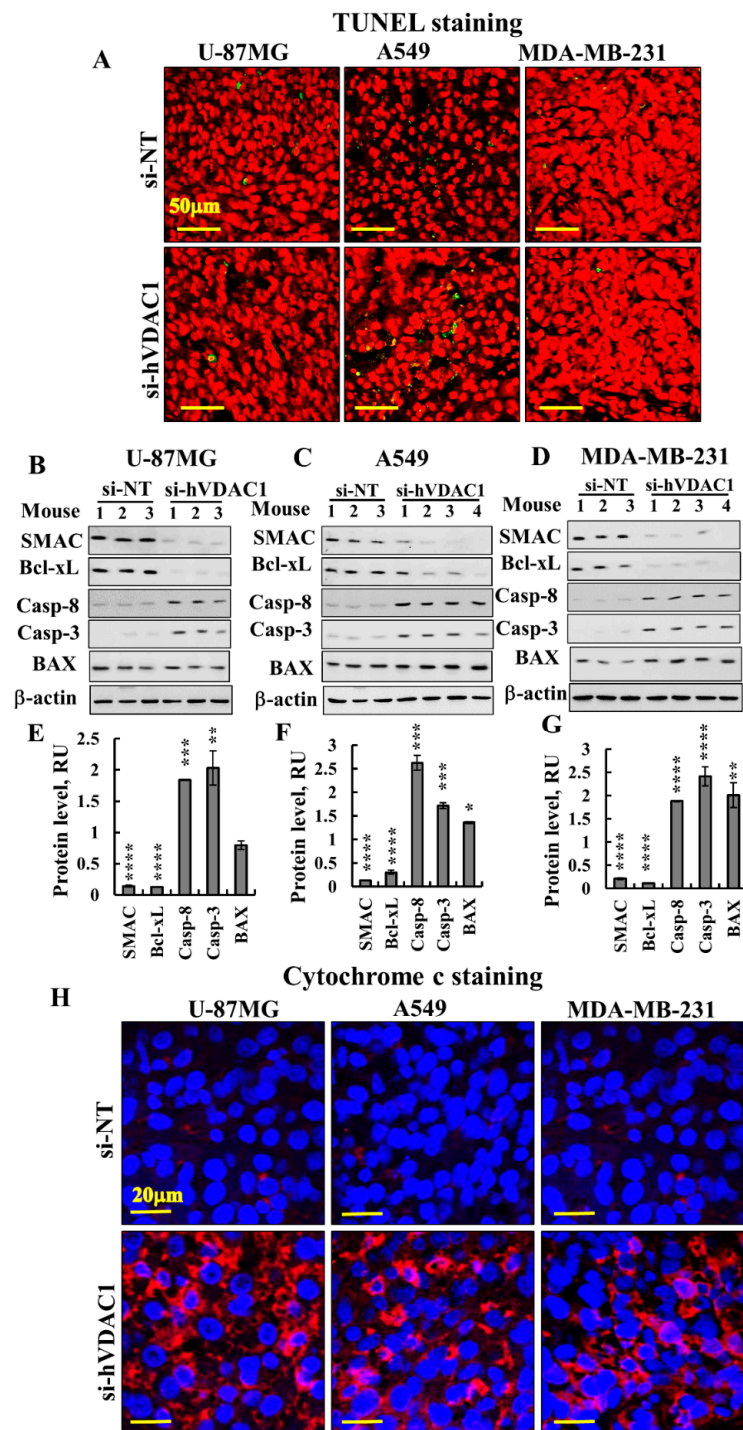 TUNEL staining
A
U-87MG A549 MDA-MB-231
si-NT
50μm
si-hVDAC1
B U-87MG
si-NT si-hVDAC1
Mouse 1 2 3 1 2 3
SMAC
Bcl-xL
Casp-8
Casp-3
BAX
β-actin
C A549
si-NT si-hVDAC1
1 2 3 1 2 3 4
SMAC
Bcl-xL
Casp-8
Casp-3
BAX
β-actin
D MDA-MB-231
si-NT si-hVDAC1
Mouse 1 2 3 1 2 3 4
SMAC
Bcl-xL
Casp-8
Casp-3
BAX
β-actin
E
Protein level, RU
2.5
2
1.5
1
0.5
0
**** **** *** **
SMAC Bcl-xL Casp-8 Casp-3 BAX
F
Protein level, RU
3
2.5
2
1.5
1
0.5
0
**** **** *** *** *
SMAC Bcl-xL Casp-8 Casp-3 BAX
G
Protein level, RU
3
2.5
2
1.5
1
0.5
0
**** **** **** **** **
SMAC Bcl-xL Casp-8 Casp-3 BAX
Cytochrome c staining
H
U-87MG A549 MDA-MB-231
si-NT
20μm
si-hVDAC1